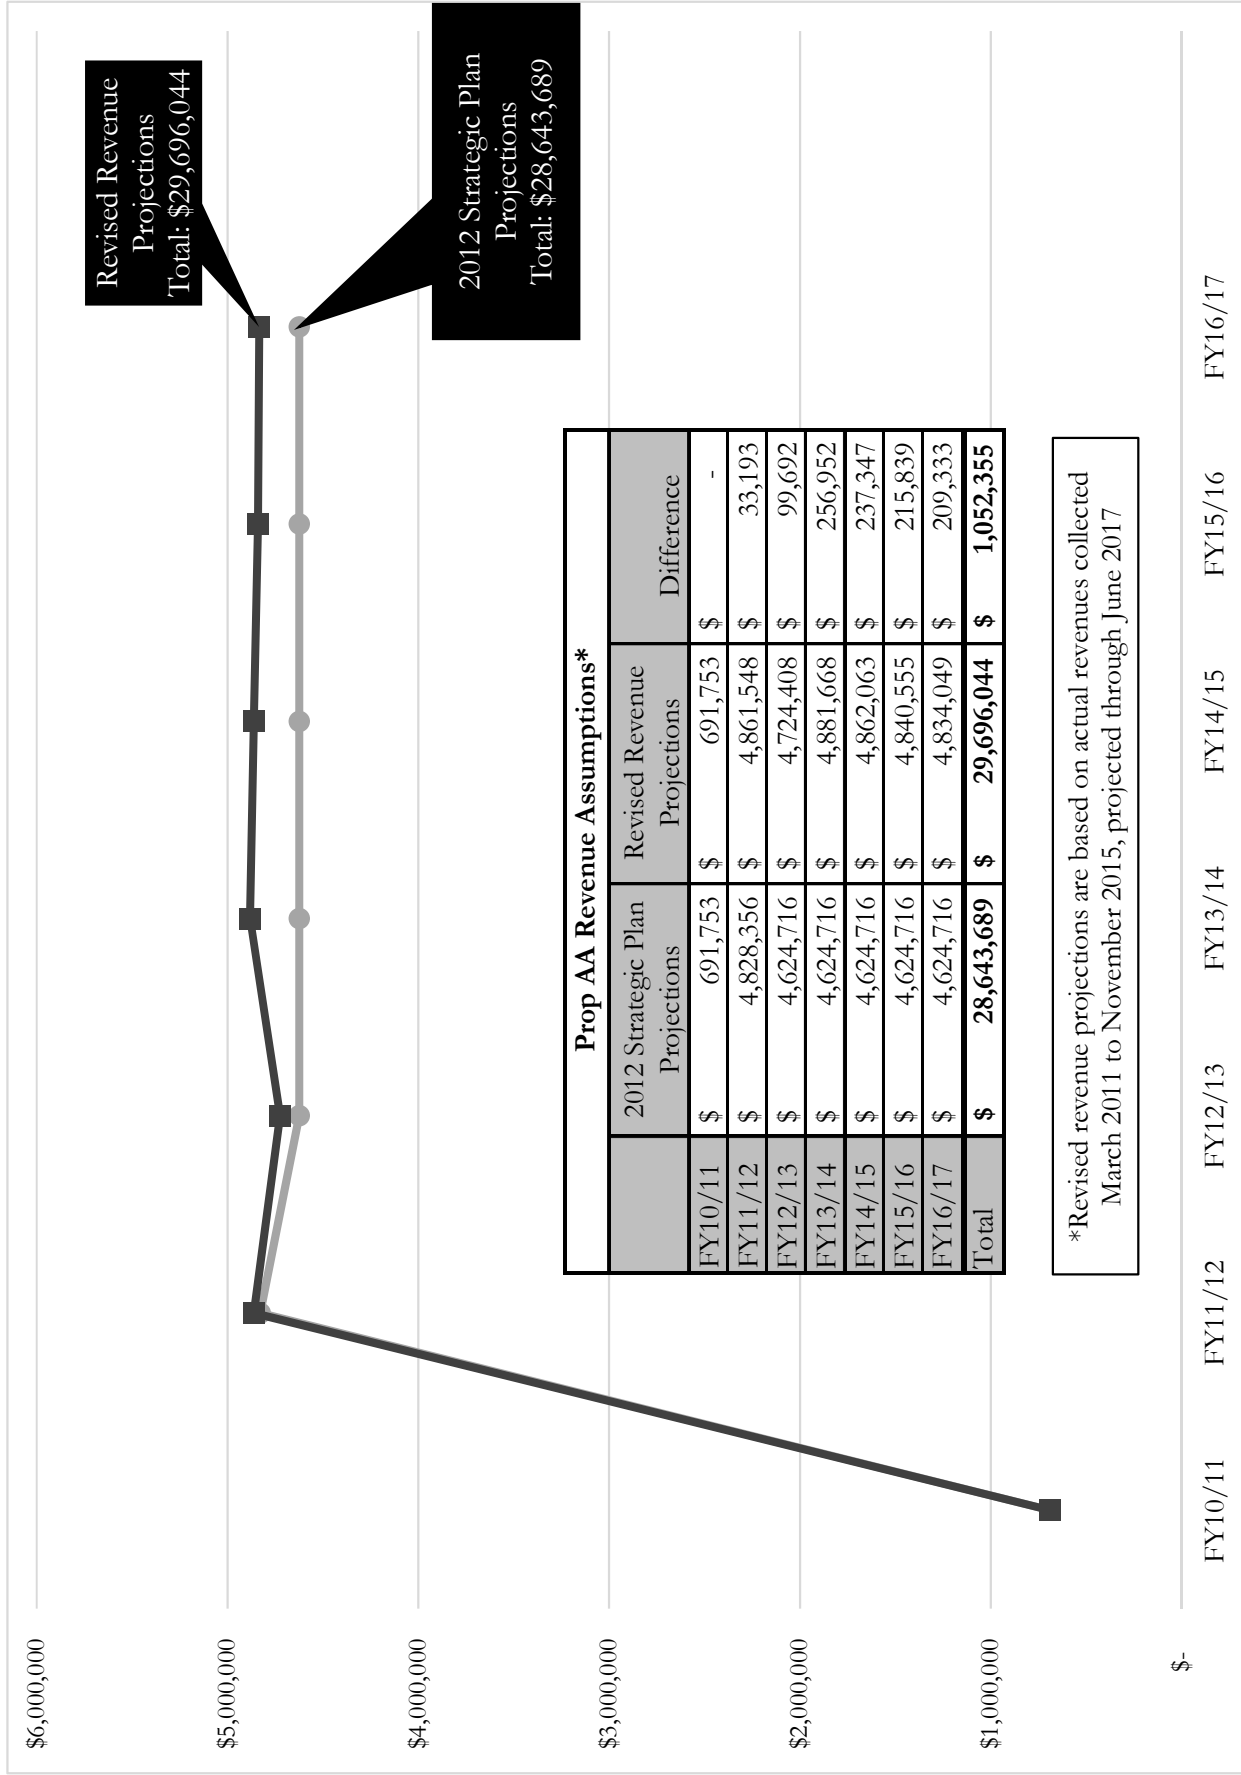 $6,000,000
$5,000,000
$4,000,000
$3,000,000
$2,000,000
$1,000,000
$-
FY10/11 FY11/12 FY12/13 FY13/14 FY14/15 FY15/16 FY16/17
Revised Revenue
Projections
Total: $29,696,044
2012 Strategic Plan
Projections
Total: $28,643,689
Prop AA Revenue Assumptions*
2012 Strategic Plan Projections Revised Revenue Projections Difference
FY10/11 $ 691,753 $ 691,753 $ -
FY11/12 $ 4,828,356 $ 4,861,548 $ 33,193
FY12/13 $ 4,624,716 $ 4,724,408 $ 99,692
FY13/14 $ 4,624,716 $ 4,881,668 $ 256,952
FY14/15 $ 4,624,716 $ 4,862,063 $ 237,347
FY15/16 $ 4,624,716 $ 4,840,555 $ 215,839
FY16/17 $ 4,624,716 $ 4,834,049 $ 209,333
Total $ 28,643,689 $ 29,696,044 $ 1,052,355
*Revised revenue projections are based on actual revenues collected
March 2011 to November 2015, projected through June 2017